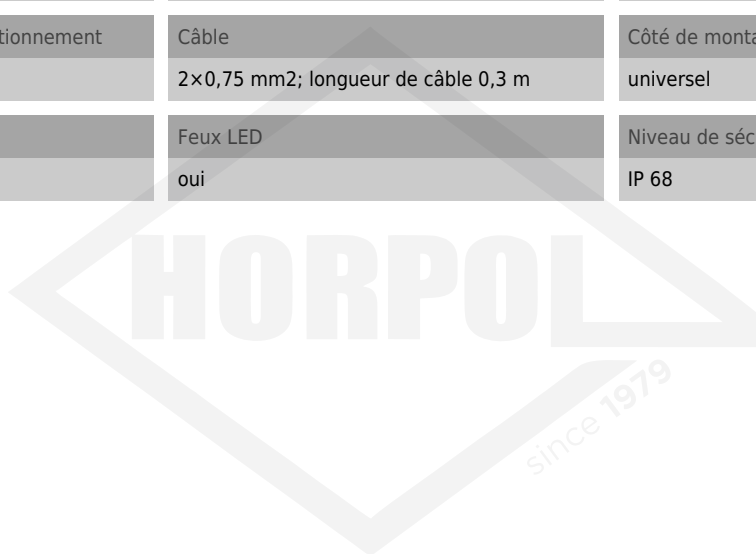 tionnement
Câble
Côté de monta
2×0,75 mm2; longueur de câble 0,3 m
universel
Feux LED
Niveau de séc
oui
IP 68
HORPOL
since 1979